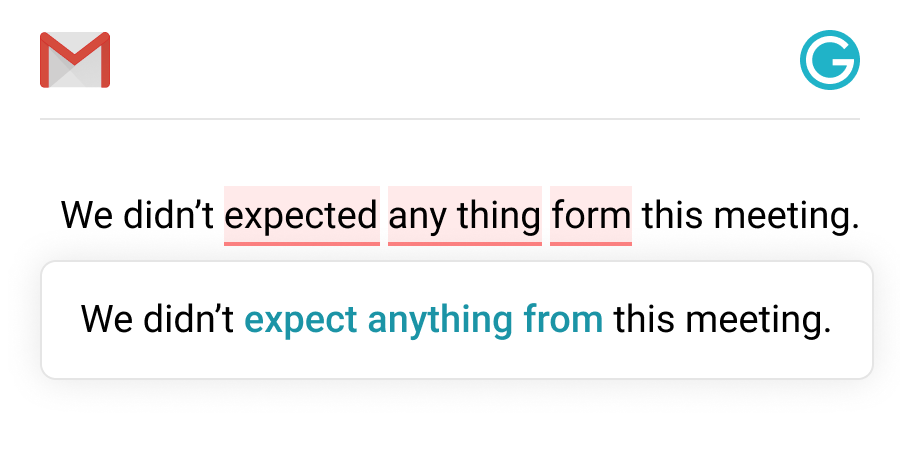 We didn’t expected any thing form this meeting.
We didn’t expect anything from this meeting.